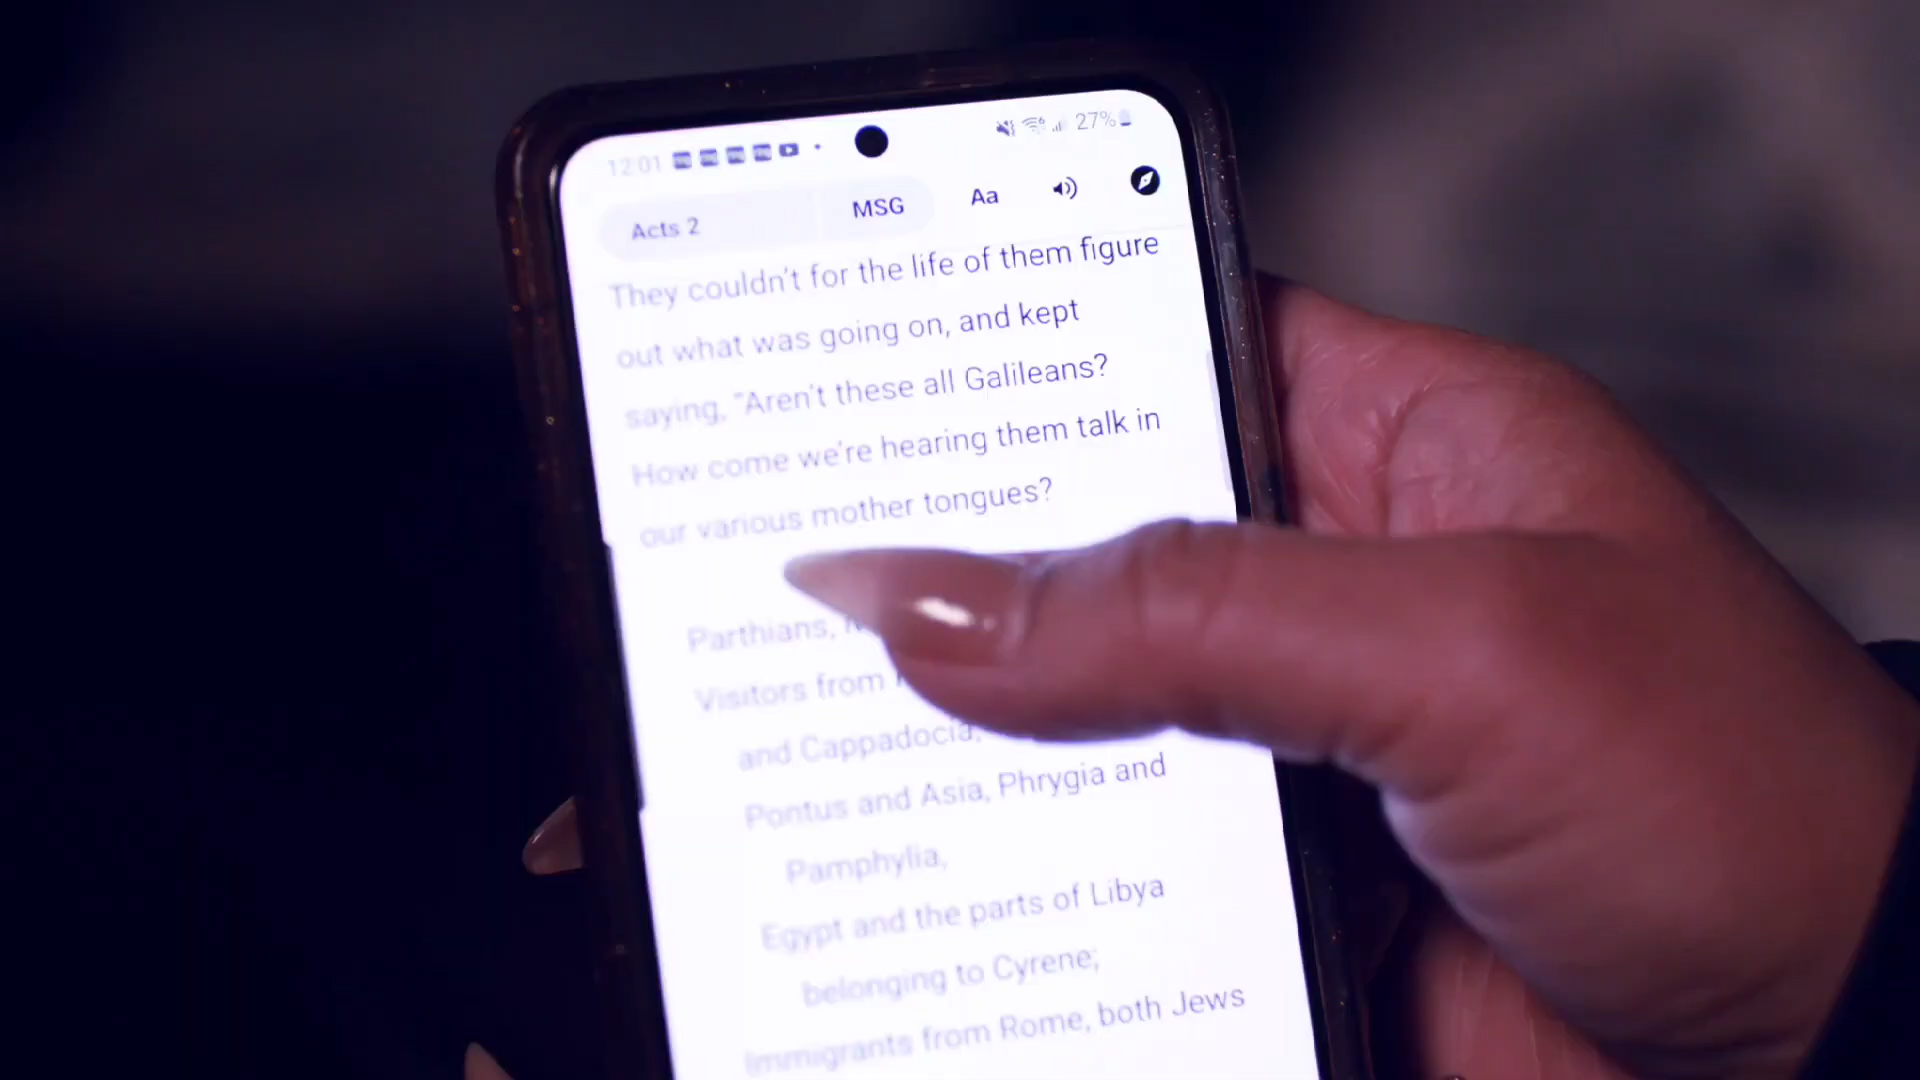 12:01 27%
Acts 2 MSG Aa
They couldn't for the life of them figure
out what was going on, and kept
saying, "Aren't these all Galileans?
How come we're hearing them talk in
our various mother tongues?
Parthians,
Visitors from
and Cappadocia,
Pontus and Asia, Phrygia and
Pamphylia,
Egypt and the parts of Libya
belonging to Cyrene;
Immigrants from Rome, both Jews